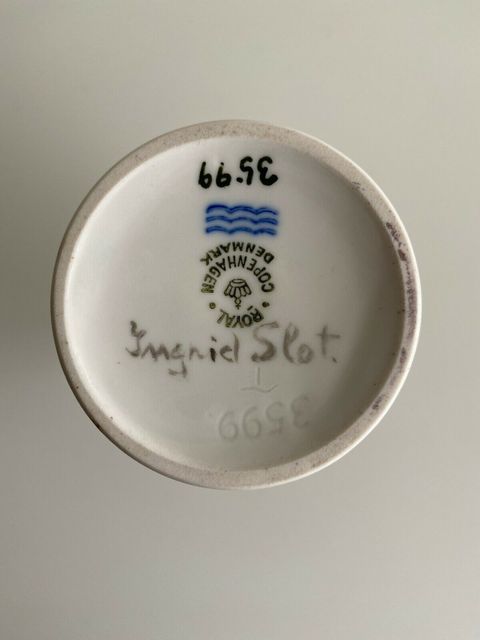 3599
ROYAL
COPENHAGEN
DENMARK
Ingrid Slot.
I
3599.